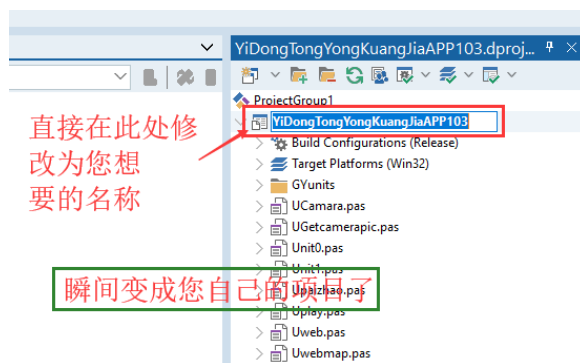 YiDongTongYongKuangJiaAPP103.dproj...
ProjectGroup1
YiDongTongYongKuangJiaAPP103
直接在此处修
改为您想
要的名称
Build Configurations (Release)
Target Platforms (Win32)
GYunits
UCamara.pas
UGetcamerapic.pas
Unit0.pas
Unit1.pas
瞬间变成您自己的项目了
Upaizhao.pas
Uplay.pas
Uweb.pas
Uwebmap.pas